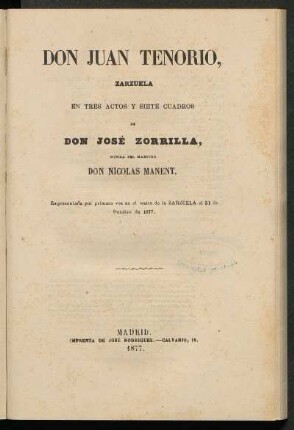 DON JUAN TENORIO,
ZARZUELA
EN TRES ACTOS Y SIETE CUADROS
DE
DON JOSÉ ZORRILLA,
MÚSICA DEL MAESTRO
DON NICOLAS MANENT.
Representada por primera vez en el teatro de la ZARZUELA el 31 de
Octubre de 1877.
MADRID.
IMPRENTA DE JOSÉ RODRIGUEZ.—CALVARIO, 18.
1877.